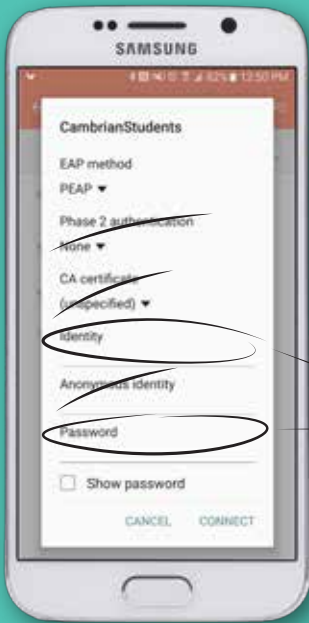 SAMSUNG
62% 12:50 PM
CambrianStudents
EAP method
PEAP
Phase 2 authentication
None
CA certificate
(unspecified)
Identity
Anonymous identity
Password
Show password
CANCEL CONNECT